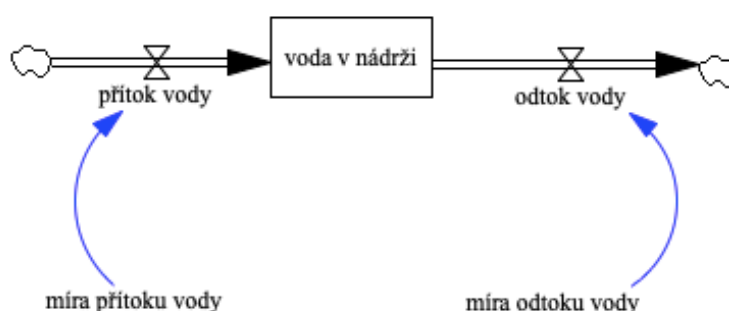 voda v nádrži
přítok vody
odtok vody
míra přítoku vody
míra odtoku vody